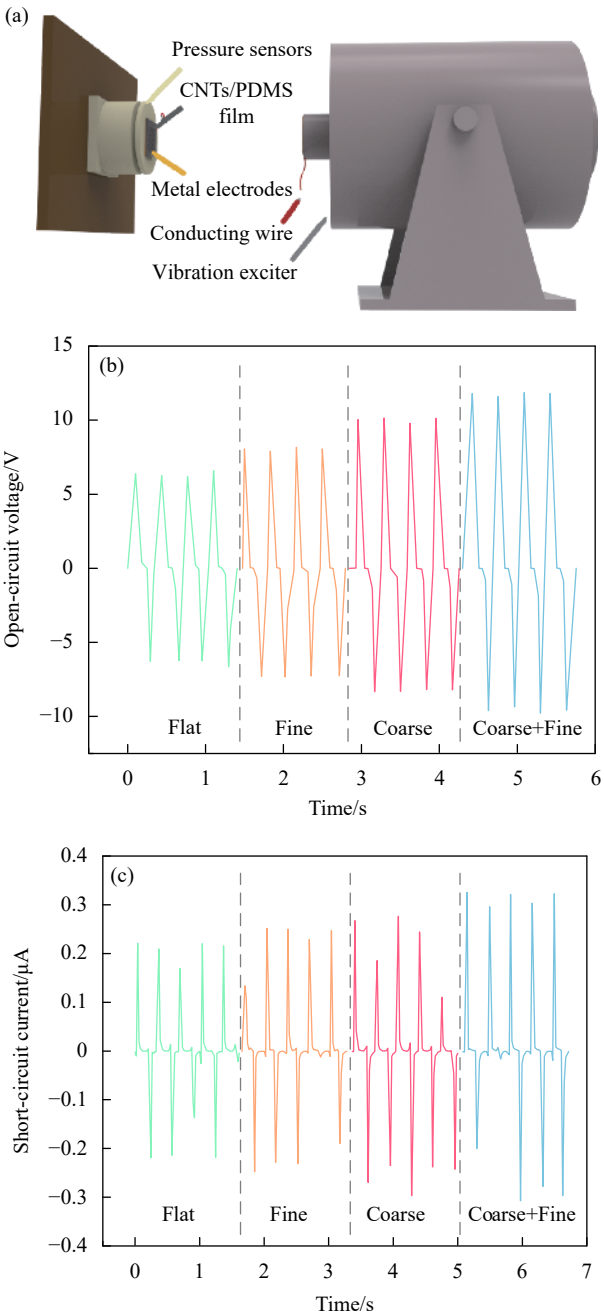 (a)
Pressure sensors
CNTs/PDMS
film
Metal electrodes
Conducting wire
Vibration exciter
(b)
15
10
5
0
−5
−10
Open-circuit voltage/V
Flat
Fine
Coarse
Coarse+Fine
0
1
2
3
4
5
6
Time/s
(c)
0.4
0.3
0.2
0.1
0
−0.1
−0.2
−0.3
−0.4
Short-circuit current/μA
Flat
Fine
Coarse
Coarse+Fine
0
1
2
3
4
5
6
7
Time/s